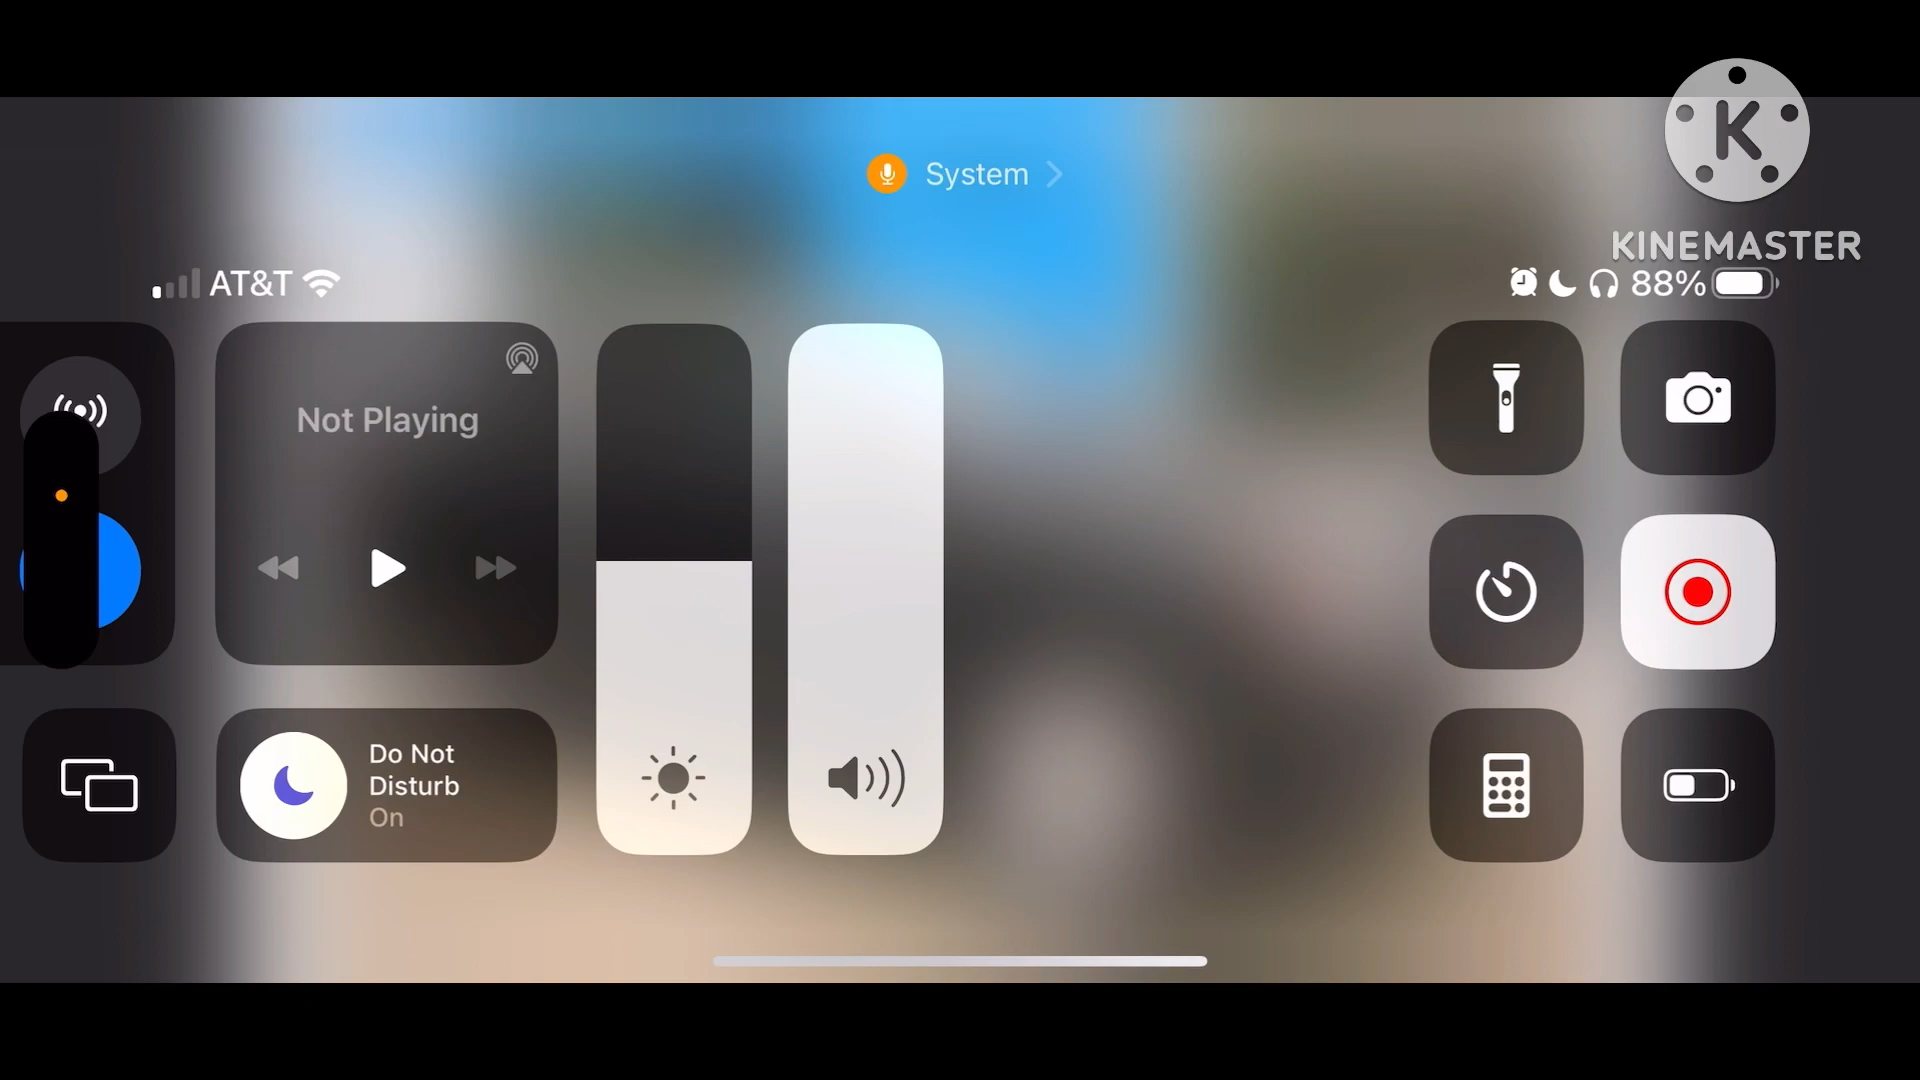 System
K
KINEMASTER
AT&T
88%
Not Playing
Do Not
Disturb
On